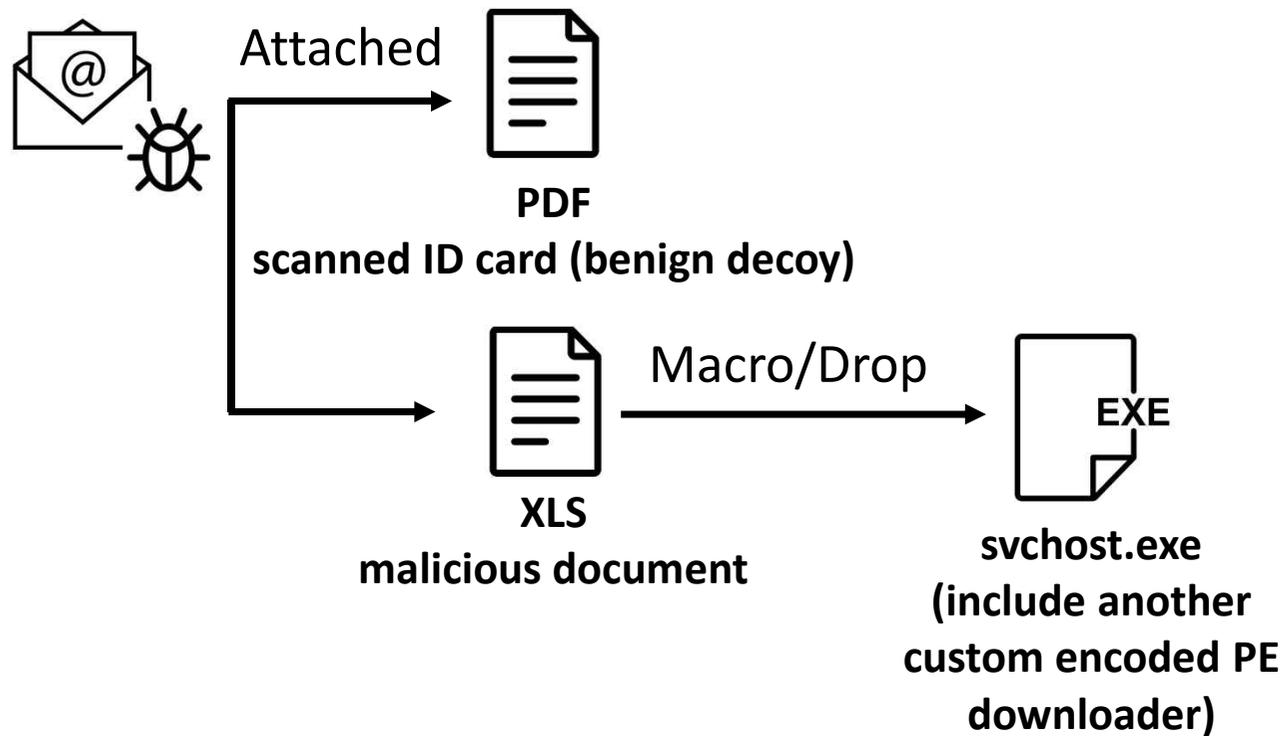 @
Attached
PDF
scanned ID card (benign decoy)
Macro/Drop
EXE
XLS
malicious document
svchost.exe
(include another
custom encoded PE
downloader)